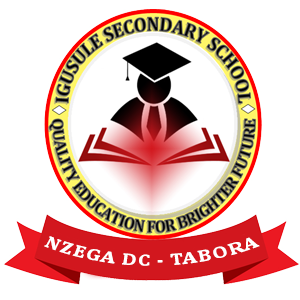 IGUSULE SECONDARY SCHOOL
QUALITY EDUCATION FOR BRIGHTER FUTURE
NZEGA DC - TABORA